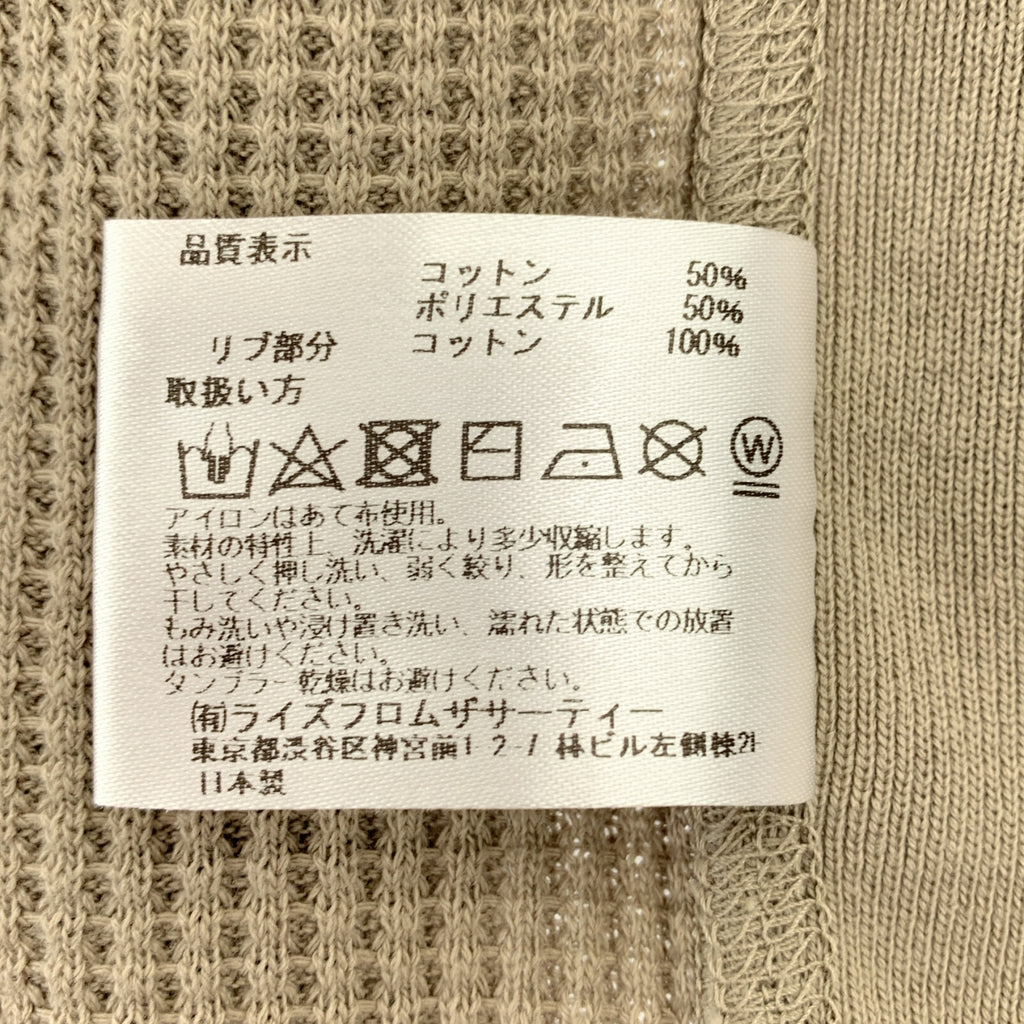 品質表示
コットン 50%
ポリエステル 50%
リブ部分 コットン 100%
取扱い方
W
アイロンはあて布使用。
素材の特性上、洗濯により多少収縮します。
やさしく押し洗い、弱く絞り、形を整えてから
干してください。
もみ洗いや浸け置き洗い、濡れた状態での放置
はお避けください。
タンブラー乾燥はお避けください。
(有)ライズフロムザサーティー
東京都渋谷区神宮前1-2-7 ビル左 棟2F
日本製